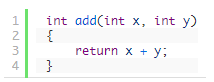 1 int add(int x, int y)
2 {
3     return x + y;
4 }